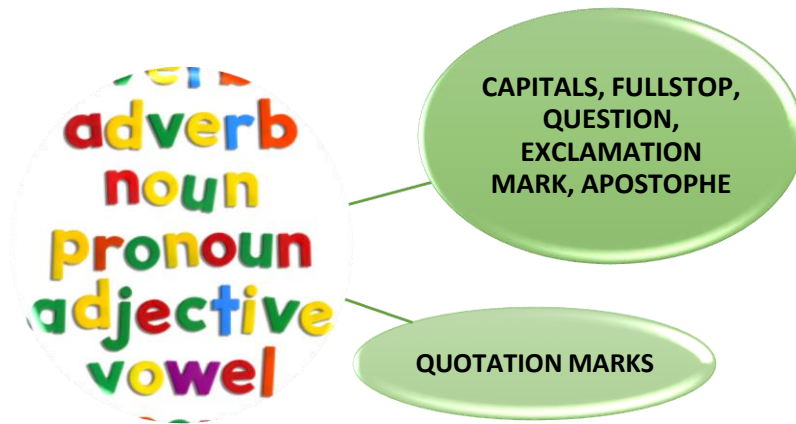 adverb
noun
pronoun
adjective
vowel
CAPITALS, FULLSTOP,
QUESTION,
EXCLAMATION
MARK, APOSTOPHE
QUOTATION MARKS